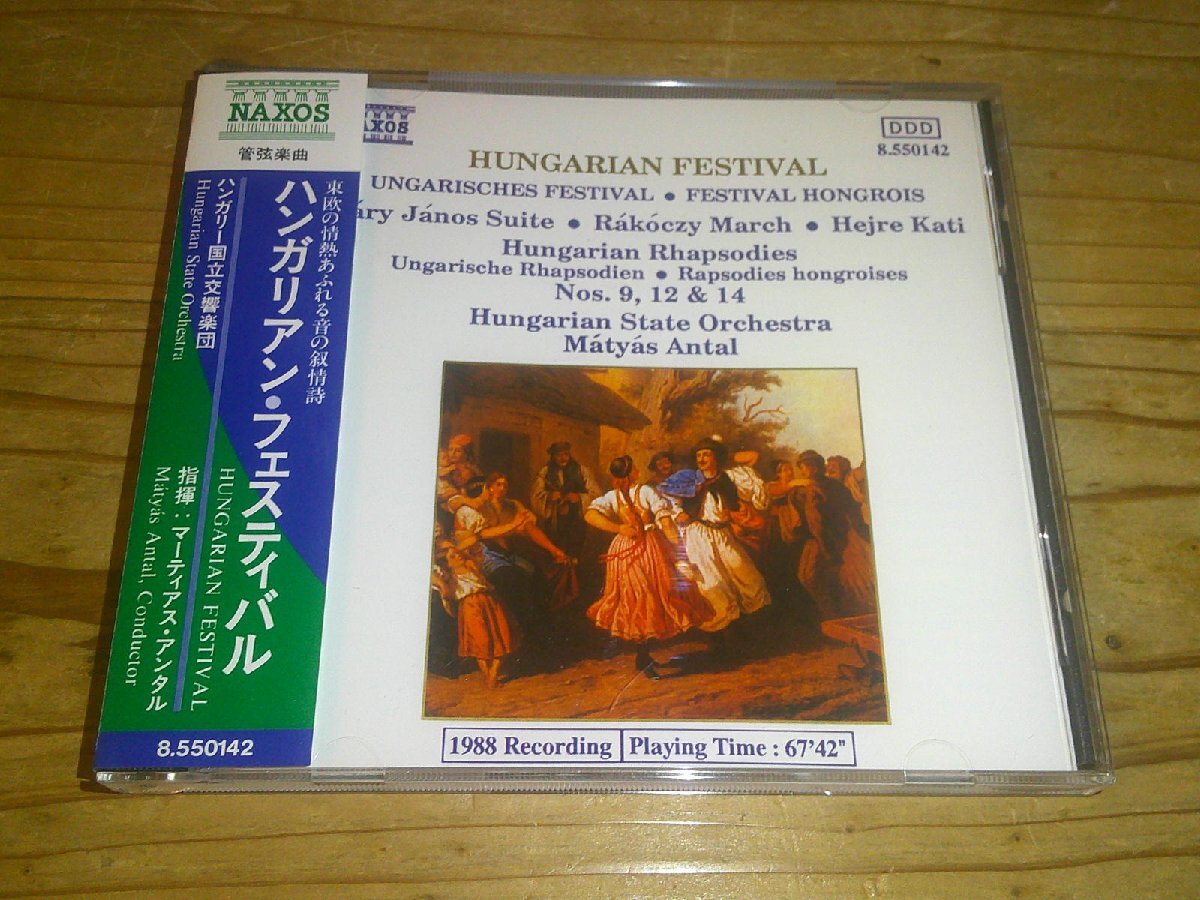 NAXOS
管弦楽曲
東欧の情熱あふれる音の叙情詩
ハンガリアン・フェスティバル
HUNGARIAN FESTIVAL
ハンガリー国立交響楽団
Hungarian State Orchestra
指揮:マーティアス・アンタル
Mátyás Antal, Conductor
8.550142
AXOS
DDD
8.550142
HUNGARIAN FESTIVAL
UNGARISCHES FESTIVAL • FESTIVAL HONGROIS
áry János Suite • Rákóczy March • Hejre Kati
Hungarian Rhapsodies
Ungarische Rhapsodien • Rapsodies hongroises
Nos. 9, 12 & 14
Hungarian State Orchestra
Mátyás Antal
1988 Recording Playing Time : 67'42"